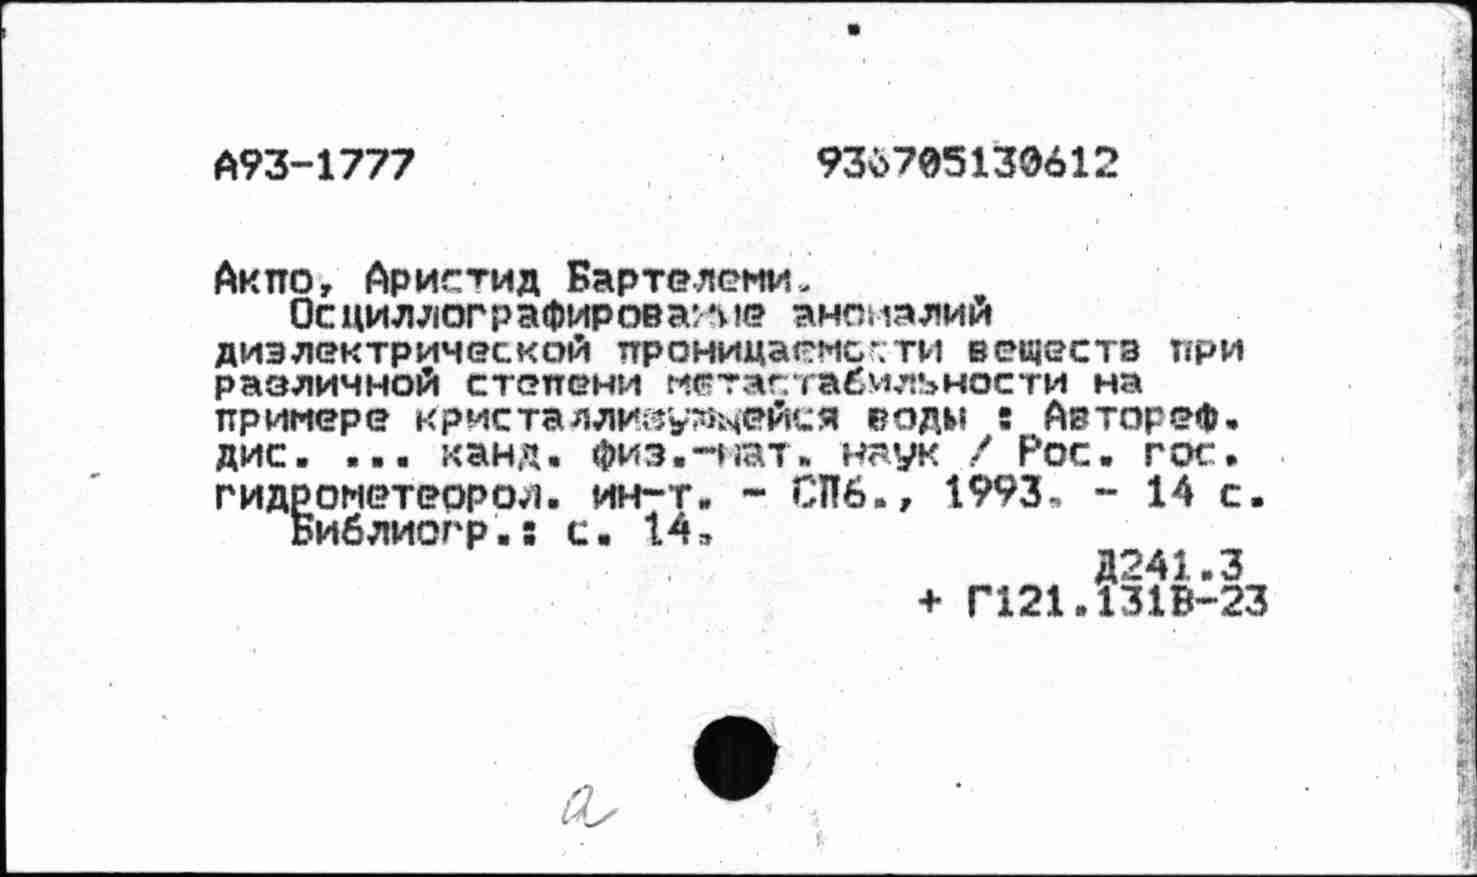 А93-1777 936705130612
Акпо, Аристид Бартелеми.
Осциллографирование аномалий
диэлектрической проницаемости веществ при
различной степени метастабильности на
примере кристаллизующейся воды : Автореф.
дис. ... канд. физ.-мат. наук / Рос. гос.
гидрометеорол. ин-т. - СПб., 1993. - 14 с.
Библиогр.: с. 14.
Д241.3
+ Г121.131В-23
а